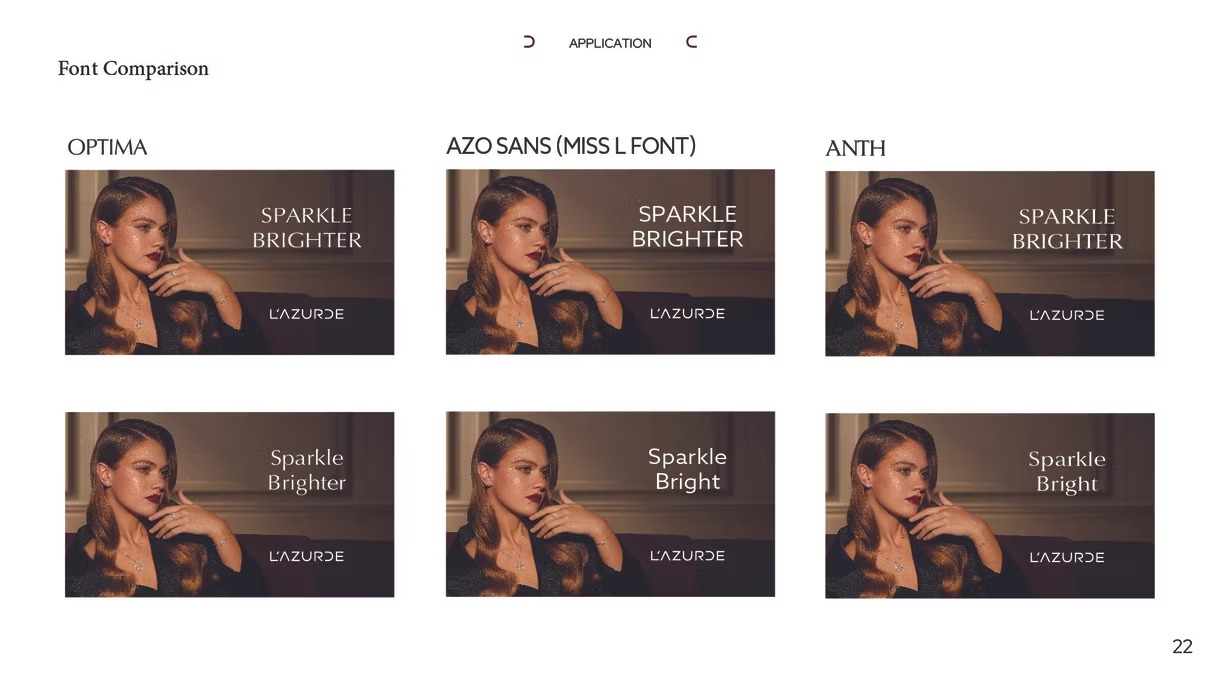 APPLICATION
Font Comparison
OPTIMA
AZO SANS (MISS L FONT)
ANTH
SPARKLE
BRIGHTER
L'AZURDE
SPARKLE
BRIGHTER
L'AZURDE
SPARKLE
BRIGHTER
L'AZURDE
Sparkle
Brighter
L'AZURDE
Sparkle
Bright
L'AZURDE
Sparkle
Bright
L'AZURDE
22